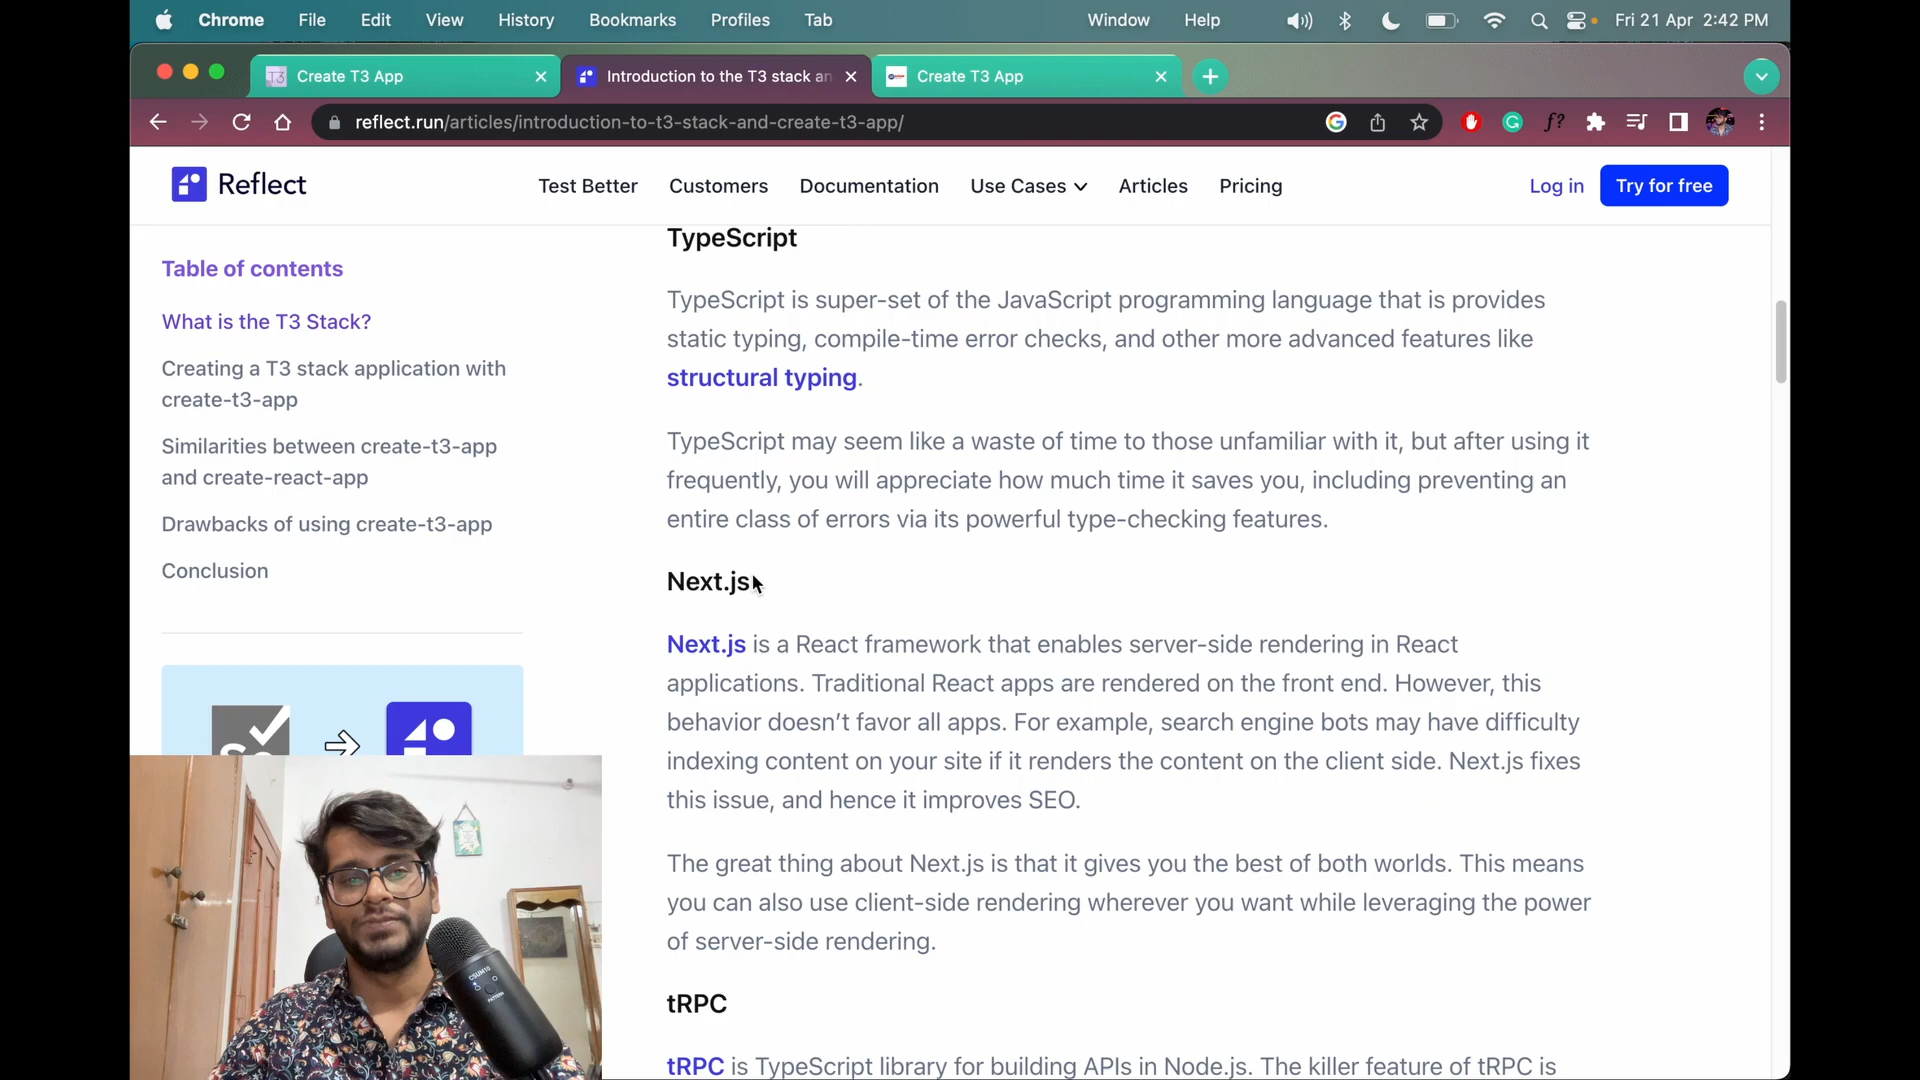 Chrome File Edit View History Bookmarks Profiles Tab Window Help Fri 21 Apr 2:42 PM
Create T3 App Introduction to the T3 stack an Create T3 App
reflect.run/articles/introduction-to-t3-stack-and-create-t3-app/
Reflect Test Better Customers Documentation Use Cases Articles Pricing Log in Try for free
Table of contents
What is the T3 Stack?
Creating a T3 stack application with
create-t3-app
Similarities between create-t3-app
and create-react-app
Drawbacks of using create-t3-app
Conclusion
TypeScript
TypeScript is super-set of the JavaScript programming language that is provides
static typing, compile-time error checks, and other more advanced features like
structural typing.
TypeScript may seem like a waste of time to those unfamiliar with it, but after using it
frequently, you will appreciate how much time it saves you, including preventing an
entire class of errors via its powerful type-checking features.
Next.js
Next.js is a React framework that enables server-side rendering in React
applications. Traditional React apps are rendered on the front end. However, this
behavior doesn’t favor all apps. For example, search engine bots may have difficulty
indexing content on your site if it renders the content on the client side. Next.js fixes
this issue, and hence it improves SEO.
The great thing about Next.js is that it gives you the best of both worlds. This means
you can also use client-side rendering wherever you want while leveraging the power
of server-side rendering.
tRPC
tRPC is TypeScript library for building APIs in Node.js. The killer feature of tRPC is
CSUM10
PATTERN